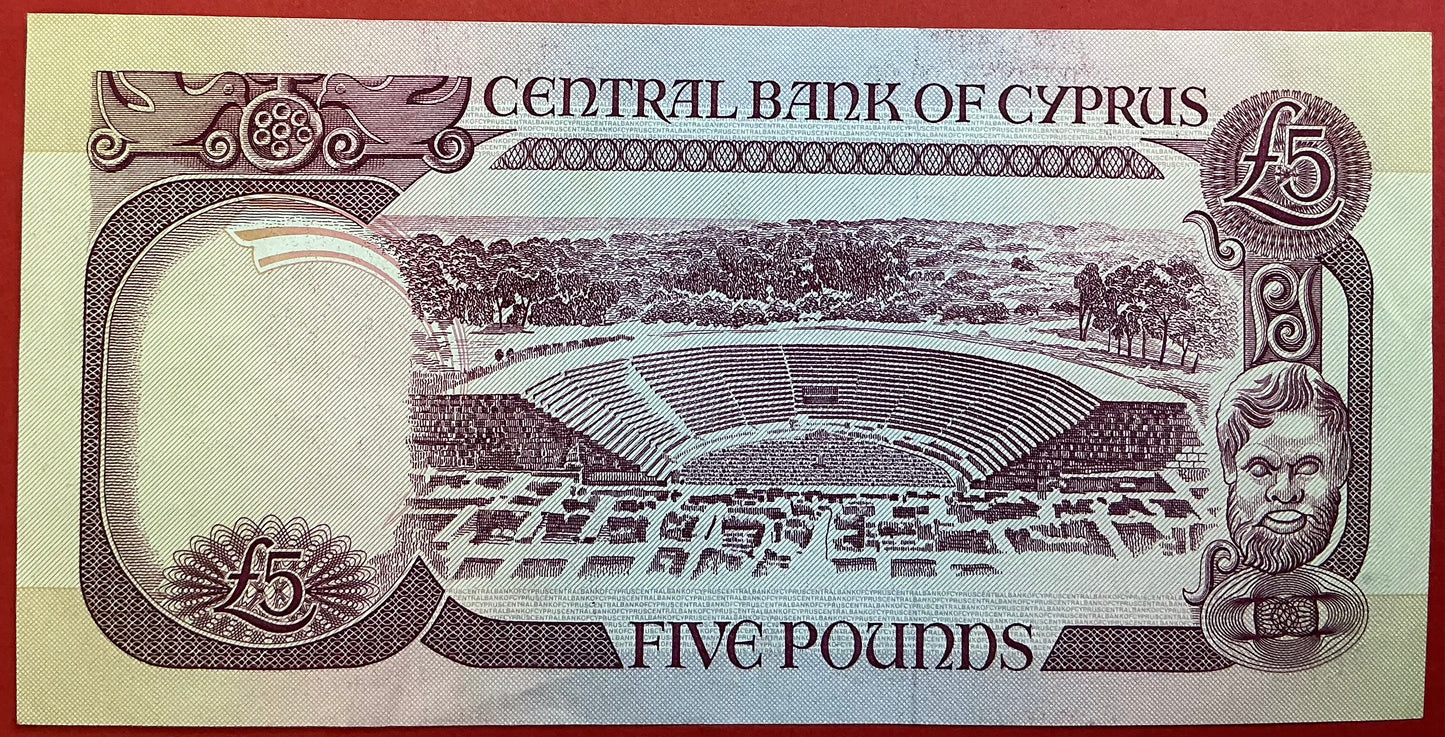 CENTRAL BANK OF CYPRUS
£5
£5
FIVE POUNDS